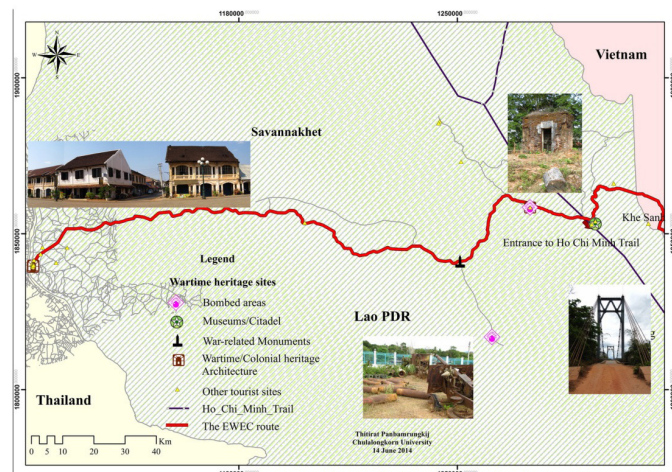 1180000
1250000
N
W
E
S
Vietnam
1900000
Savannakhet
Khe Sanh
1850000
Entrance to Ho Chi Minh Trail
Legend
Wartime heritage sites
Bombed areas
Museums/Citadel
War-related Monuments
Wartime/Colonial heritage
Architecture
Other tourist sites
Ho_Chi_Minh_Trail
The EWEC route
Lao PDR
1800000
Thailand
0 5 10
20
30
40
Km
Thitirat Panbamrungkij
Chulalongkorn University
14 June 2014